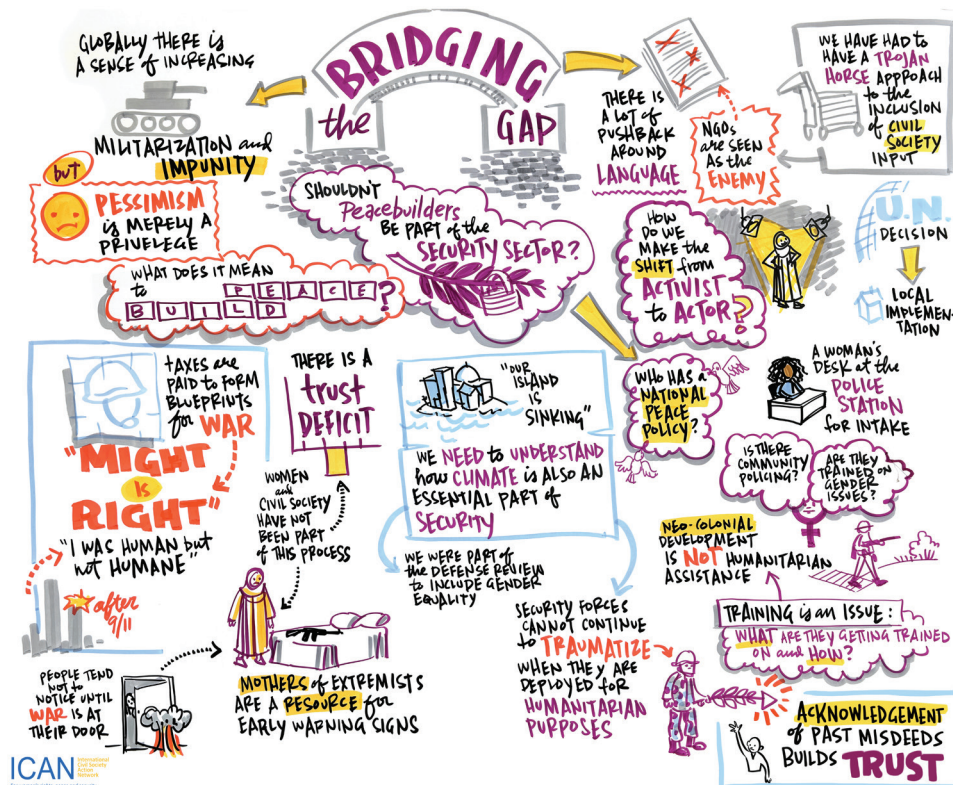 BRIDGING
the GAP
GLOBALLY THERE is
A SENSE of INCREASING
MILITARIZATION and
IMPUNITY
but
PESSIMISM
is MERELY A
PRIVELEGE
WHAT DOES IT MEAN
to PEACE
BUILD ?
SHOULDN'T
Peacebuilders
BE PART of the
SECURITY SECTOR?
THERE IS
A LOT of
PUSHBACK
AROUND
LANGUAGE
NGOs
are SEEN
AS the
ENEMY
WE HAVE HAD to
HAVE A TROJAN
HORSE APPROACH
to the
INCLUSION
of CIVIL
SOCIETY
INPUT
HOW
DO WE
MAKE the
SHIFT from
ACTIVIST
to ACTOR?
U.N.
DECISION
LOCAL
IMPLEMEN-
TATION
TAXES are
PAID to FORM
BLUEPRINTS
for WAR
"MIGHT
is
RIGHT"
"I WAS HUMAN but
not HUMANE"
after
9/11
PEOPLE TEND
not to
NOTICE UNTIL
WAR is AT
THEIR DOOR
THERE IS A
trust
DEFICIT
WOMEN
and
CIVIL SOCIETY
HAVE NOT
BEEN PART
of THIS PROCESS
MOTHERS of EXTREMISTS
ARE A RESOURCE for
EARLY WARNING SIGNS
"OUR
ISLAND
IS
SINKING"
WE NEED to UNDERSTAND
how CLIMATE is ALSO AN
ESSENTIAL PART of
SECURITY
WE WERE PART of
the DEFENSE REVIEW
to INCLUDE GENDER
EQUALITY
SECURITY FORCES
CANNOT CONTINUE
to TRAUMATIZE
WHEN THEY ARE
DEPLOYED for
HUMANITARIAN
PURPOSES
WHO HAS a
NATIONAL
PEACE
POLICY?
A WOMAN'S
DESK AT the
POLICE
STATION
for INTAKE
IS THERE
COMMUNITY
POLICING?
ARE THEY
TRAINED ON
GENDER
ISSUES?
NEO-COLONIAL
DEVELOPMENT
is NOT HUMANITARIAN
ASSISTANCE
TRAINING is an ISSUE:
WHAT ARE THEY GETTING TRAINED
ON and HOW?
ACKNOWLEDGEMENT
of PAST MISDEEDS
BUILDS TRUST
ICAN
International
Civil Society
Action
Network